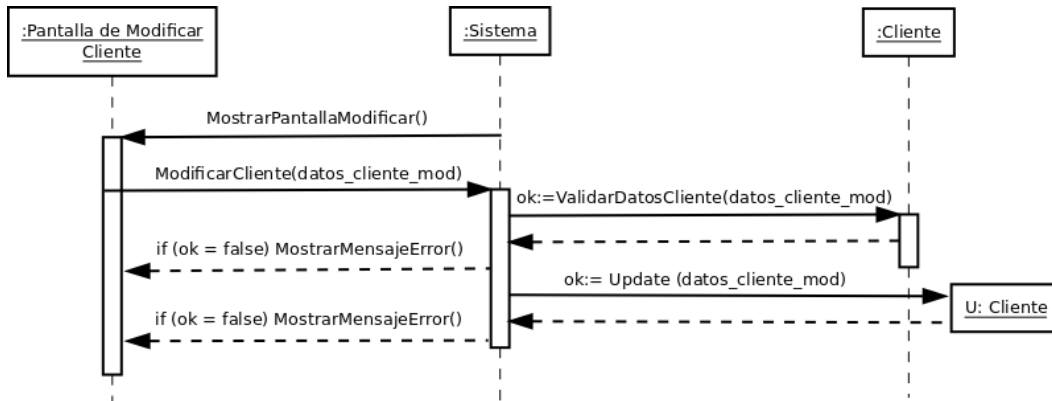 :Pantalla de Modificar
Cliente
:Sistema
:Cliente
MostrarPantallaModificar()
ModificarCliente(datos_cliente_mod)
ok:=ValidarDatosCliente(datos_cliente_mod)
if (ok = false) MostrarMensajeError()
ok:= Update (datos_cliente_mod)
U: Cliente
if (ok = false) MostrarMensajeError()